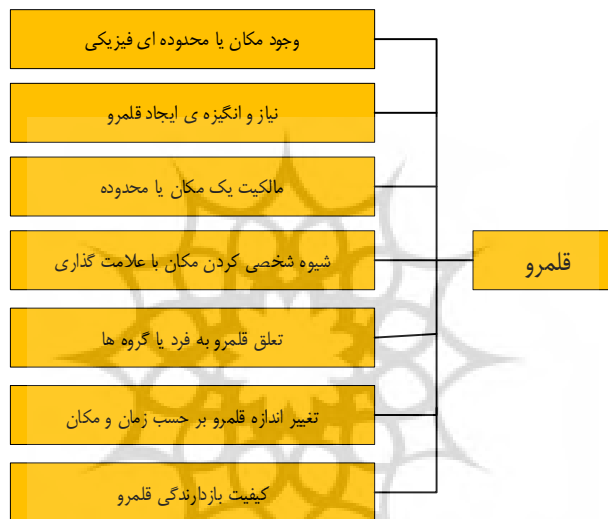 وجود مکان یا محدوده ای فیزیکی
نیاز و انگیزه ی ایجاد قلمرو
مالکیت یک مکان یا محدوده
شیوه شخصی کردن مکان با علامت گذاری
قلمرو
تعلق قلمرو به فرد یا گروه ها
تغییر اندازه قلمرو بر حسب زمان و مکان
کیفیت بازدارندگی قلمرو